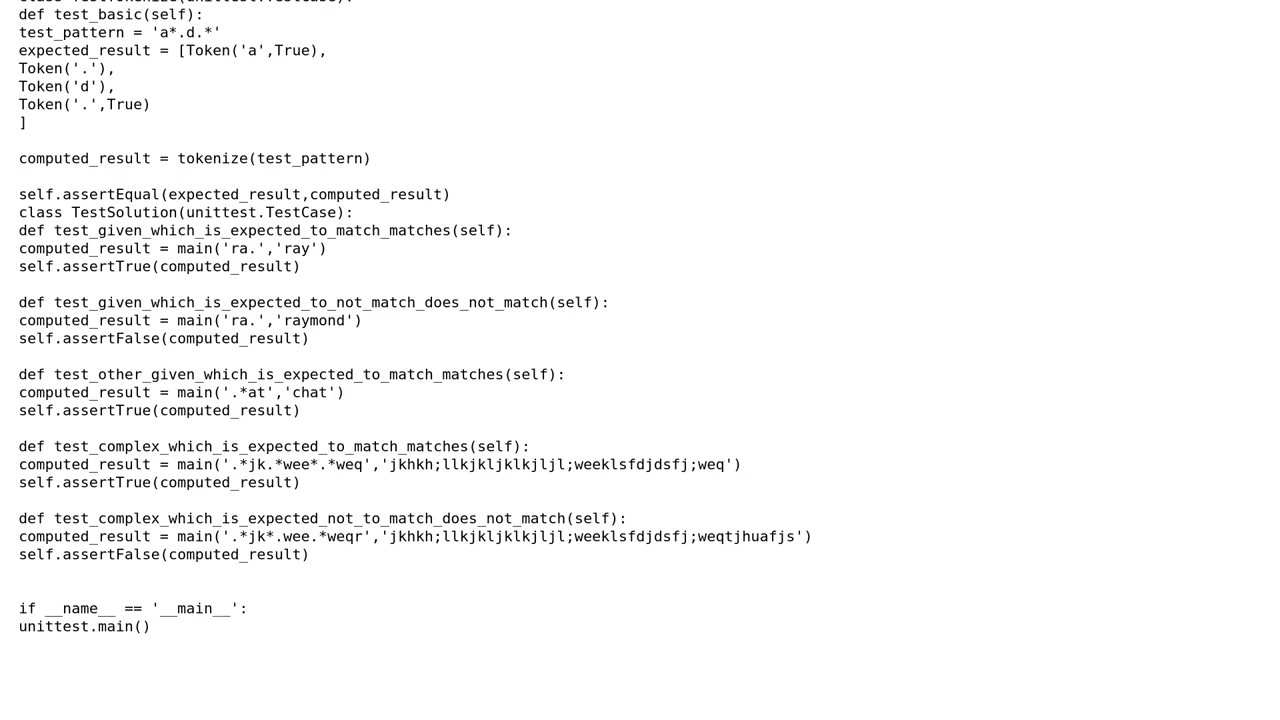 class TestTokenize(unittest.TestCase):
def test_basic(self):
test_pattern = 'a*.d.*'
expected_result = [Token('a',True),
Token('.'),
Token('d'),
Token('.',True)
]
computed_result = tokenize(test_pattern)
self.assertEqual(expected_result,computed_result)
class TestSolution(unittest.TestCase):
def test_given_which_is_expected_to_match_matches(self):
computed_result = main('ra.','ray')
self.assertTrue(computed_result)
def test_given_which_is_expected_to_not_match_does_not_match(self):
computed_result = main('ra.','raymond')
self.assertFalse(computed_result)
def test_other_given_which_is_expected_to_match_matches(self):
computed_result = main('.*at','chat')
self.assertTrue(computed_result)
def test_complex_which_is_expected_to_match_matches(self):
computed_result = main('.*jk.*wee*.*weq','jkhkh;llkjkljklkjljl;weeklsfdjdsfj;weq')
self.assertTrue(computed_result)
def test_complex_which_is_expected_not_to_match_does_not_match(self):
computed_result = main('.*jk*.wee.*weqr','jkhkh;llkjkljklkjljl;weeklsfdjdsfj;weqtjhuafjs')
self.assertFalse(computed_result)
if __name__ == '__main__':
unittest.main()